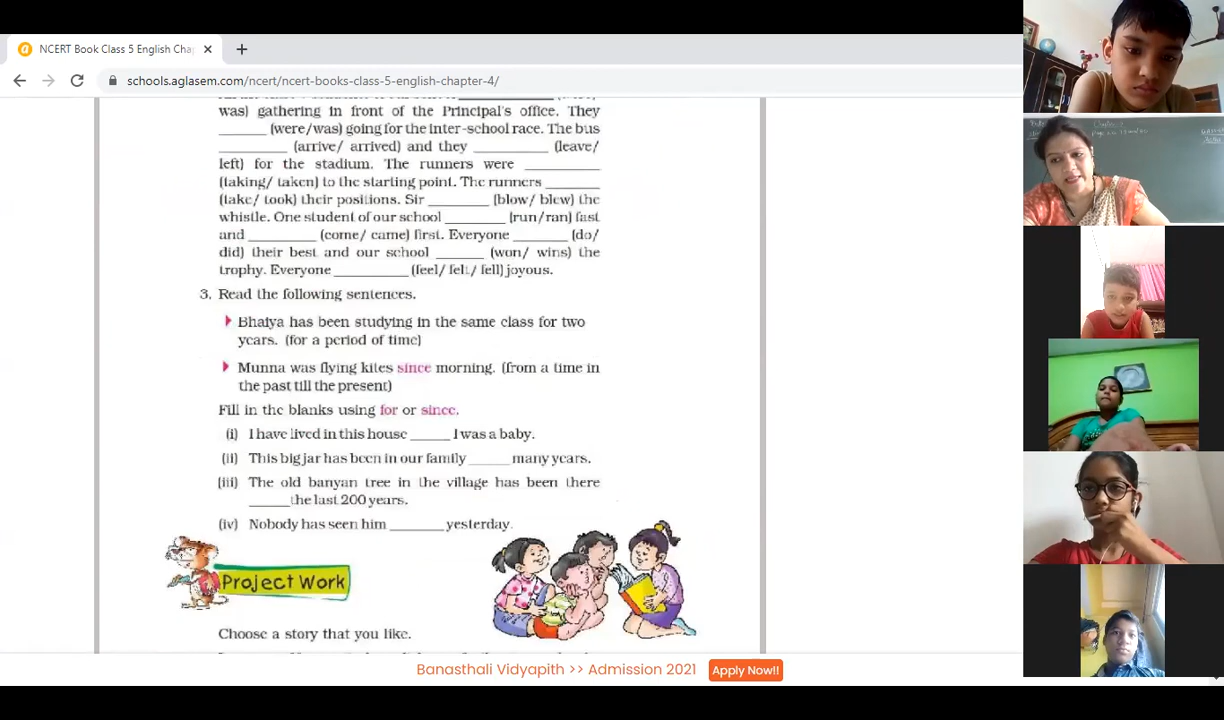 NCERT Book Class 5 English Cha
schools.aglasem.com/ncert/ncert-books-class-5-english-chapter-4/
was) gathering in front of the Principal's office. They
______ (were/was) going for the inter-school race. The bus
_________ (arrive/ arrived) and they _________ (leave/
left) for the stadium. The runners were _________
(taking/ taken) to the starting point. The runners _______
(take/ took) their positions. Sir ________ (blow/ blew) the
whistle. One student of our school ________ (run/ran) fast
and _________ (come/ came) first. Everyone _______ (do/
did) their best and our school ______ (won/ wins) the
trophy. Everyone _________ (feel/ felt/ fell) joyous.
3. Read the following sentences.
Bhaiya has been studying in the same class for two
years. (for a period of time)
Munna was flying kites since morning. (from a time in
the past till the present)
Fill in the blanks using for or since.
(i) I have lived in this house _____ I was a baby.
(ii) This big jar has been in our family _____ many years.
(iii) The old banyan tree in the village has been there
_____the last 200 years.
(iv) Nobody has seen him _______ yesterday.
Project Work
Choose a story that you like.
Banasthali Vidyapith >> Admission 2021
Apply Now!!